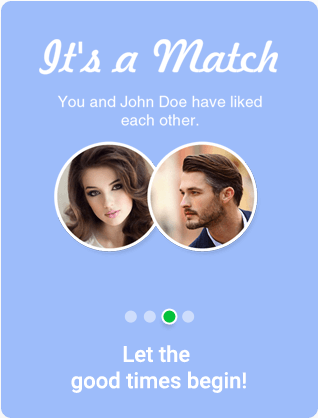 It's a Match
You and John Doe have liked
each other.
Let the
good times begin!